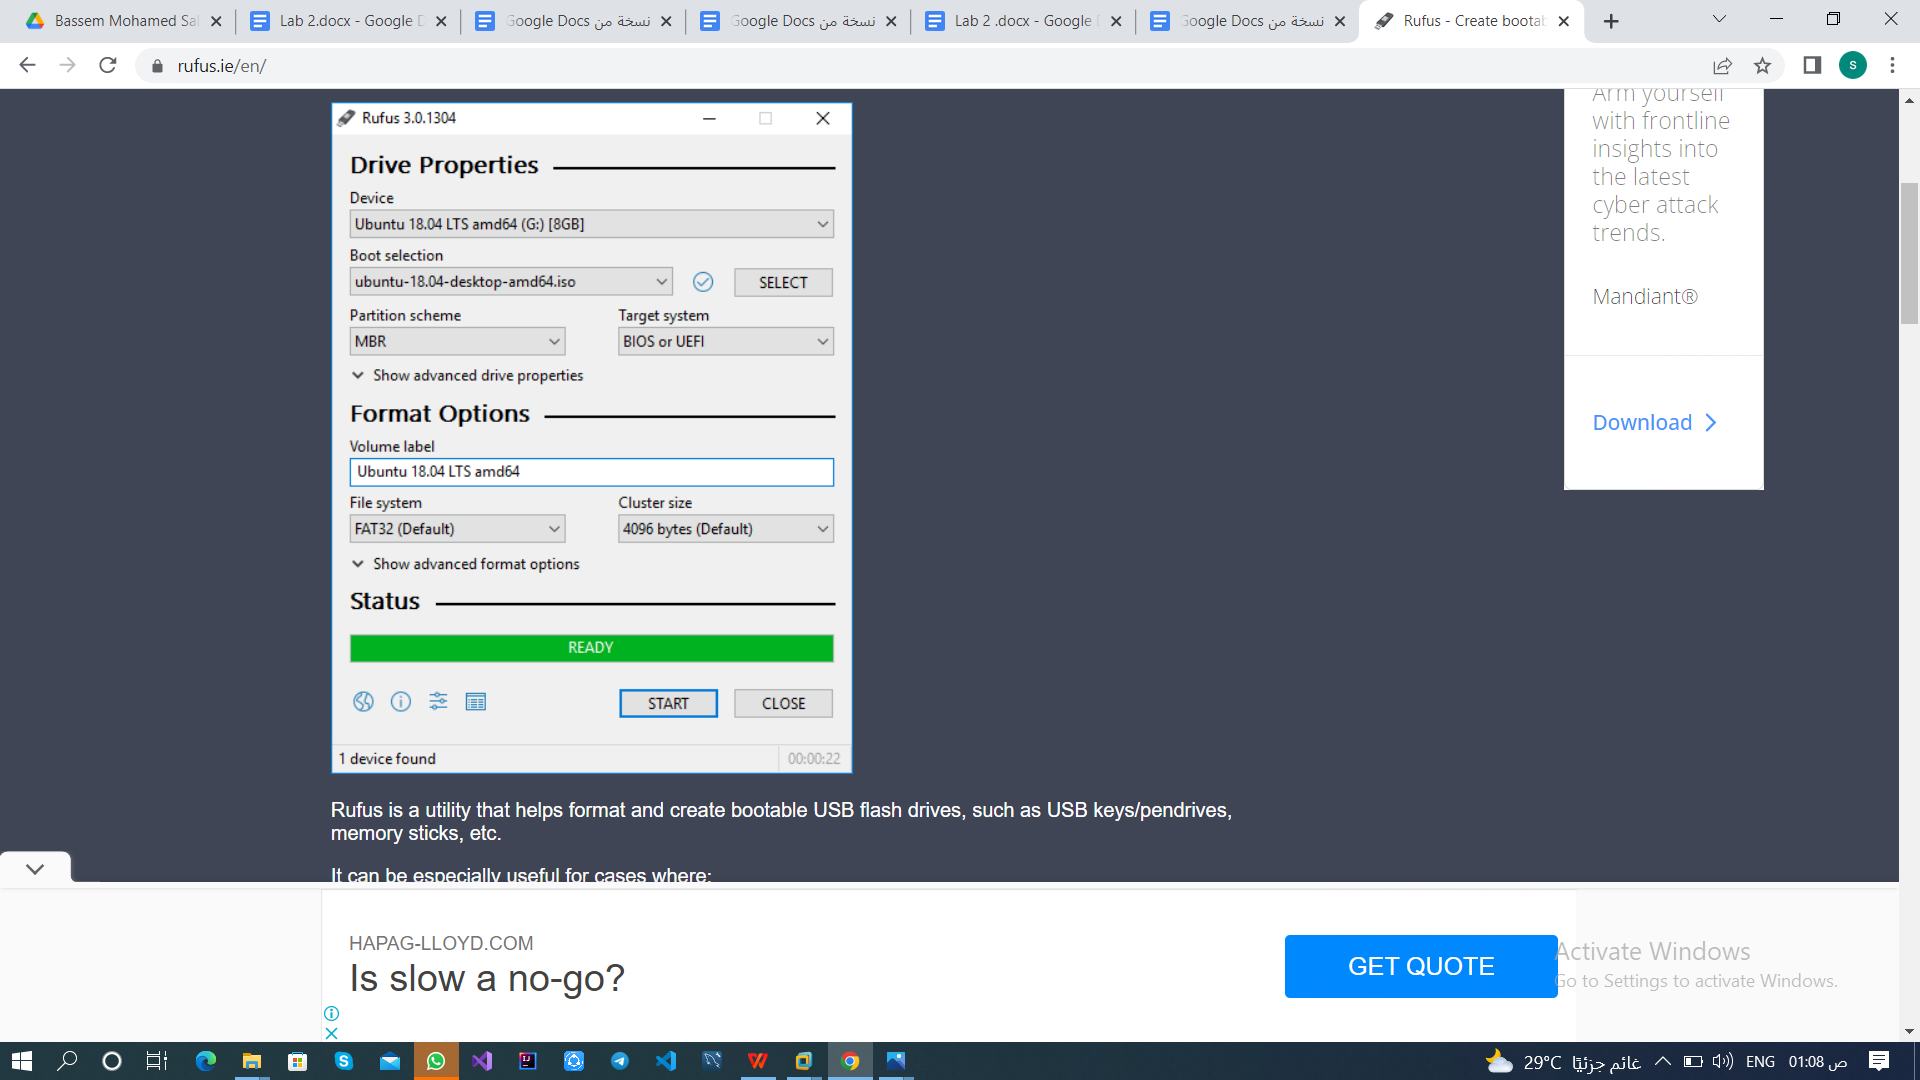 Bassem Mohamed Sal
Lab 2.docx - Google D
نسخة من Google Docs
نسخة من Google Docs
Lab 2 .docx - Google
نسخة من Google Docs
Rufus - Create bootab
rufus.ie/en/
S
Rufus 3.0.1304
Drive Properties
Device
Ubuntu 18.04 LTS amd64 (G:) [8GB]
Boot selection
ubuntu-18.04-desktop-amd64.iso
SELECT
Partition scheme
Target system
MBR
BIOS or UEFI
Show advanced drive properties
Format Options
Volume label
Ubuntu 18.04 LTS amd64
File system
Cluster size
FAT32 (Default)
4096 bytes (Default)
Show advanced format options
Status
READY
START
CLOSE
1 device found
00:00:22
Arm yourself
with frontline
insights into
the latest
cyber attack
trends.
Mandiant®
Download
Rufus is a utility that helps format and create bootable USB flash drives, such as USB keys/pendrives,
memory sticks, etc.
It can be especially useful for cases where:
HAPAG-LLOYD.COM
Is slow a no-go?
GET QUOTE
Activate Windows
Go to Settings to activate Windows.
29°C غائم جزئيًا
ENG
01:08 ص